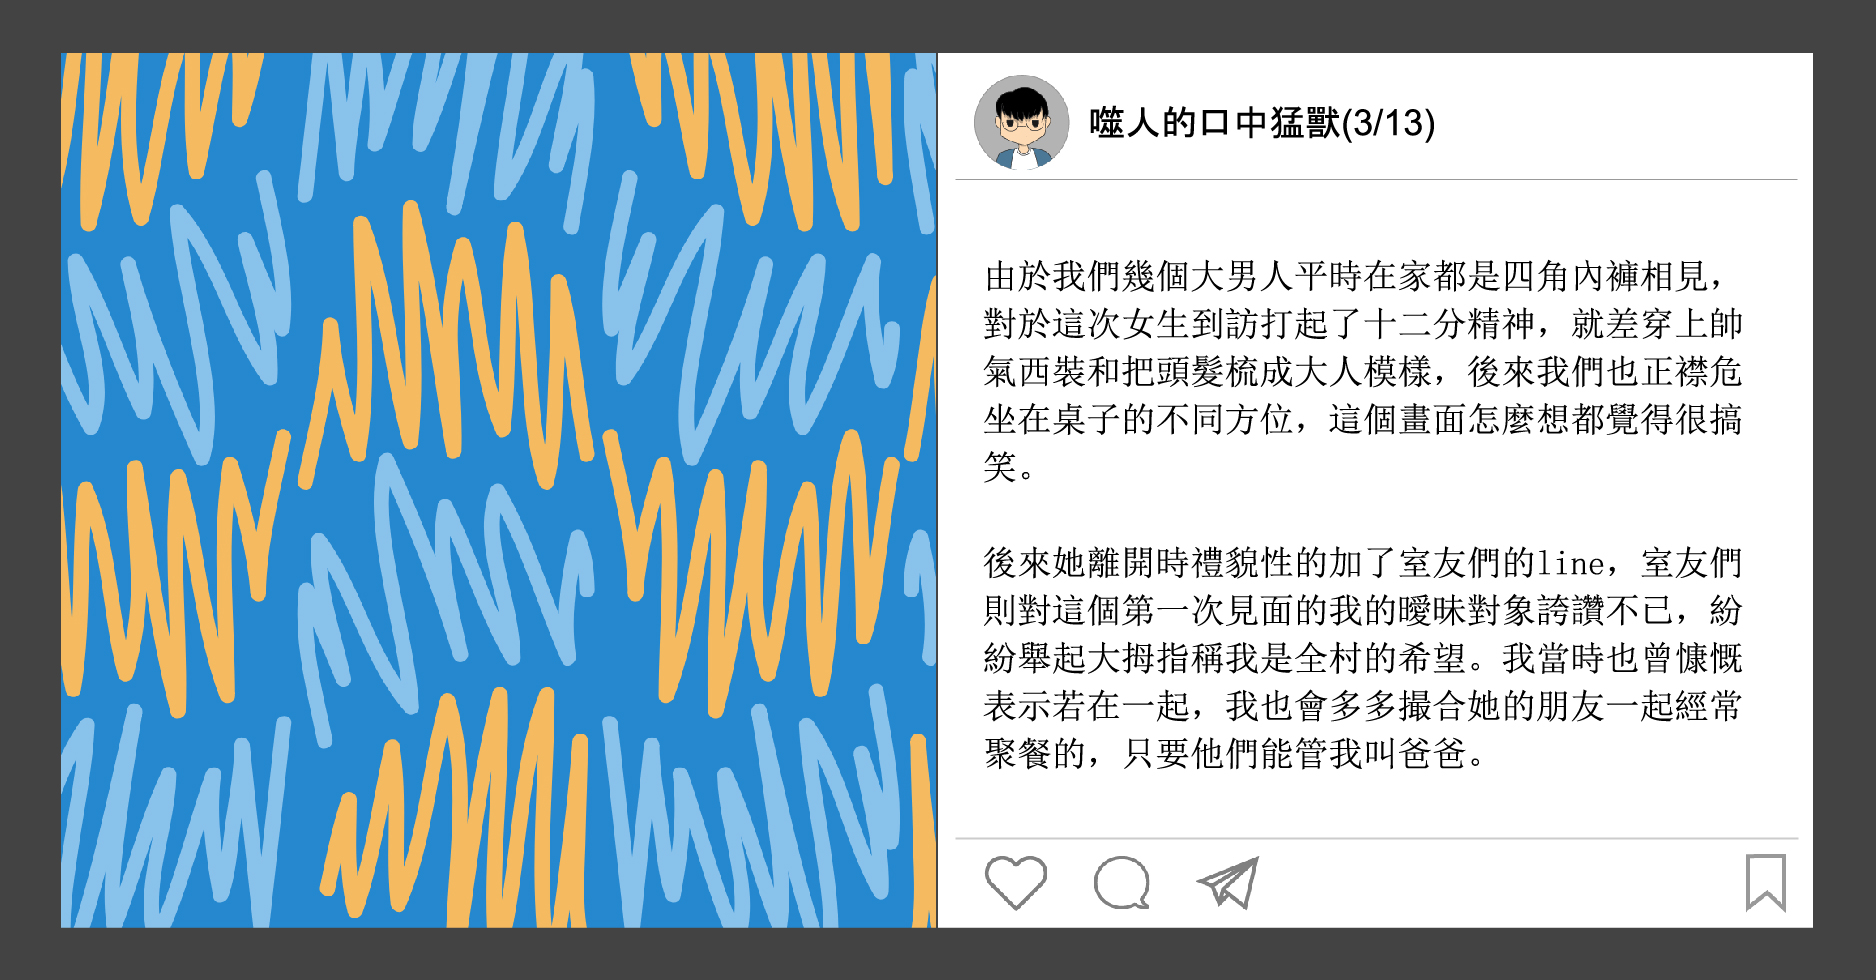 噬人的口中猛獸(3/13)
由於我們幾個大男人平時在家都是四角內褲相見，
對於這次女生到訪打起了十二分精神，就差穿上帥
氣西裝和把頭髮梳成大人模樣，後來我們也正襟危
坐在桌子的不同方位，這個畫面怎麼想都覺得很搞
笑。
後來她離開時禮貌性的加了室友們的line，室友們
則對這個第一次見面的我的曖昧對象誇讚不已，紛
紛舉起大拇指稱我是全村的希望。我當時也曾慷慨
表示若在一起，我也會多多撮合她的朋友一起經常
聚餐的，只要他們能管我叫爸爸。